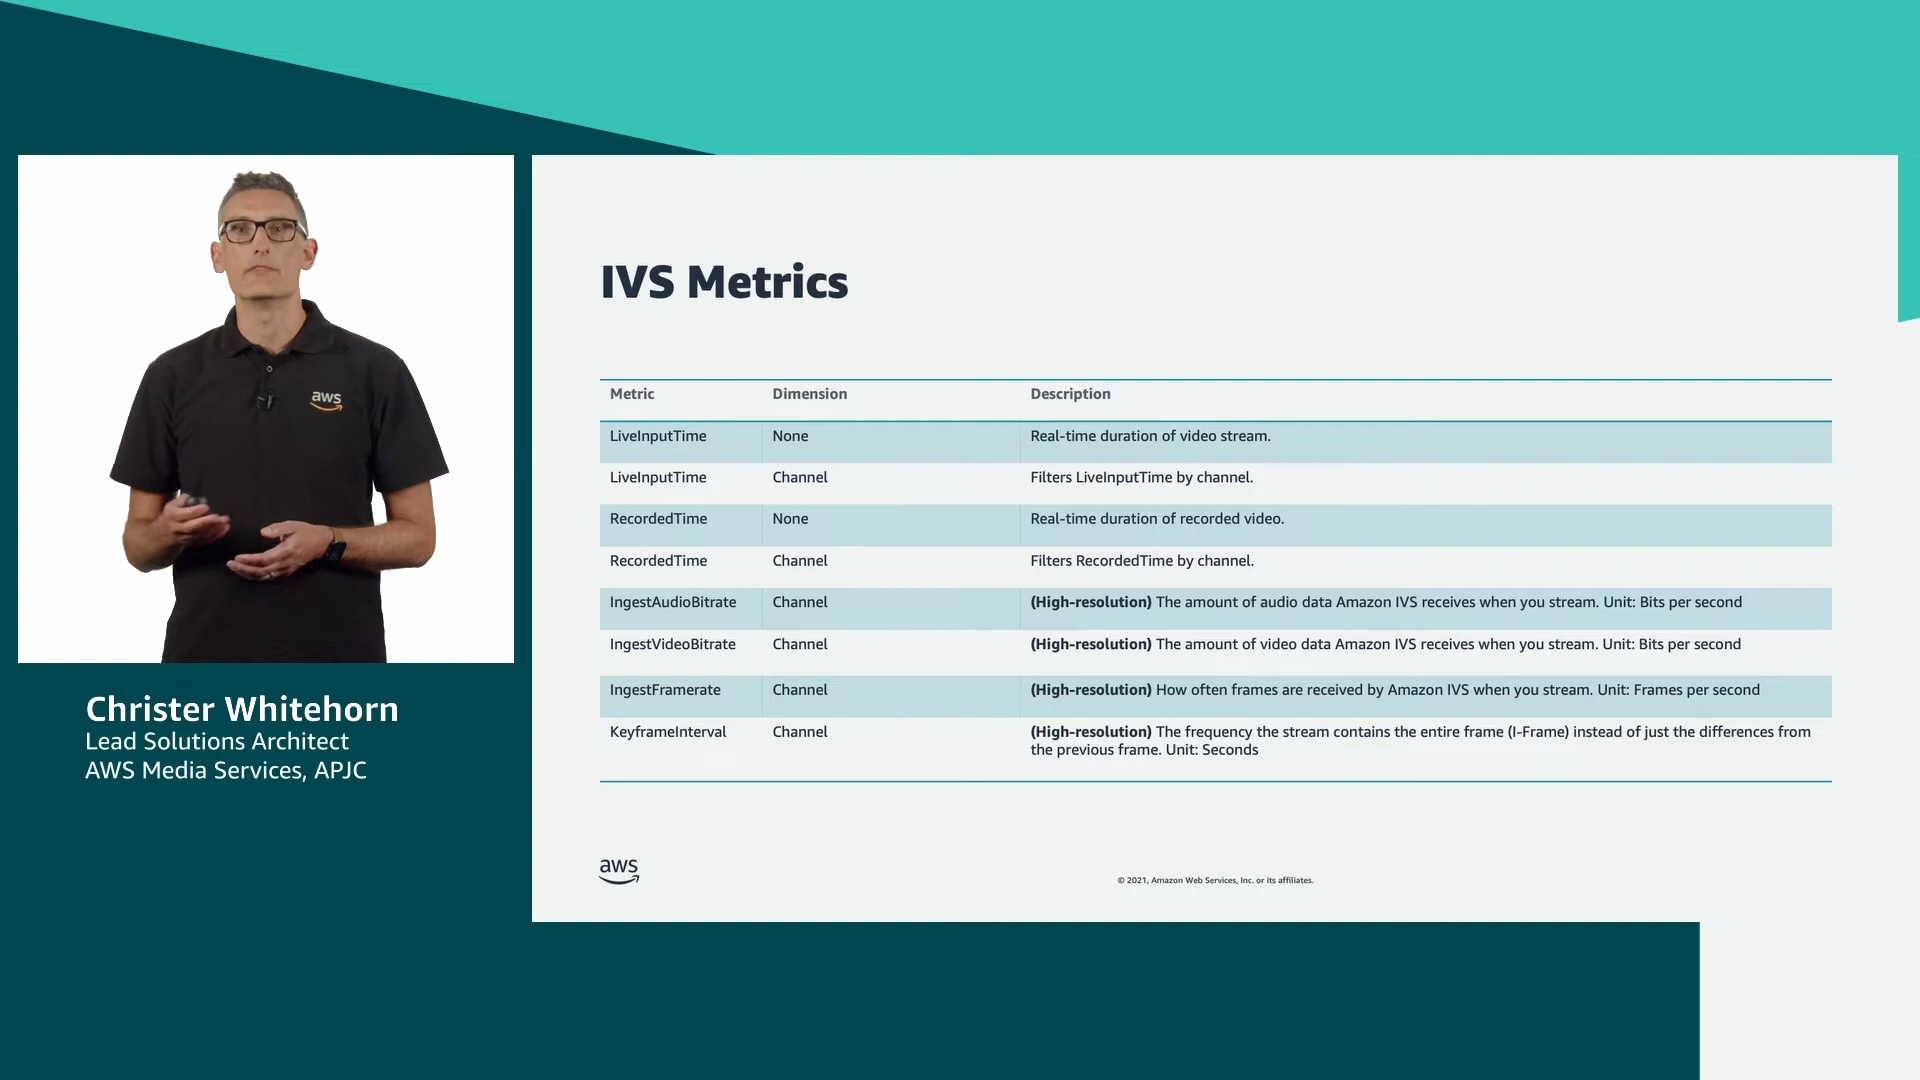 aws
Christer Whitehorn
Lead Solutions Architect
AWS Media Services, APJC
IVS Metrics
Metric Dimension Description
LiveInputTime None Real-time duration of video stream.
LiveInputTime Channel Filters LiveInputTime by channel.
RecordedTime None Real-time duration of recorded video.
RecordedTime Channel Filters RecordedTime by channel.
IngestAudioBitrate Channel (High-resolution) The amount of audio data Amazon IVS receives when you stream. Unit: Bits per second
IngestVideoBitrate Channel (High-resolution) The amount of video data Amazon IVS receives when you stream. Unit: Bits per second
IngestFramerate Channel (High-resolution) How often frames are received by Amazon IVS when you stream. Unit: Frames per second
KeyframeInterval Channel (High-resolution) The frequency the stream contains the entire frame (I-Frame) instead of just the differences from
the previous frame. Unit: Seconds
aws
© 2021, Amazon Web Services, Inc. or its affiliates.